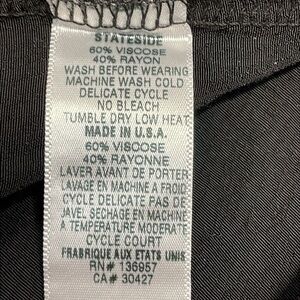 STATESIDE
60% VISCOSE
40% RAYON
WASH BEFORE WEARING
MACHINE WASH COLD
DELICATE CYCLE
NO BLEACH
TUMBLE DRY LOW HEAT
MADE IN U.S.A.
60% VISCOSE
40% RAYONNE
LAVER AVANT DE PORTER
LAVAGE EN MACHINE A FROID
CYCLE DELICATE PAS DE
JAVEL SECHAGE EN MACHINE
A TEMPERATURE MODERATE
CYCLE COURT
FRABRIQUE AUX ETATS UNIS
RN# 136957
CA# 30427